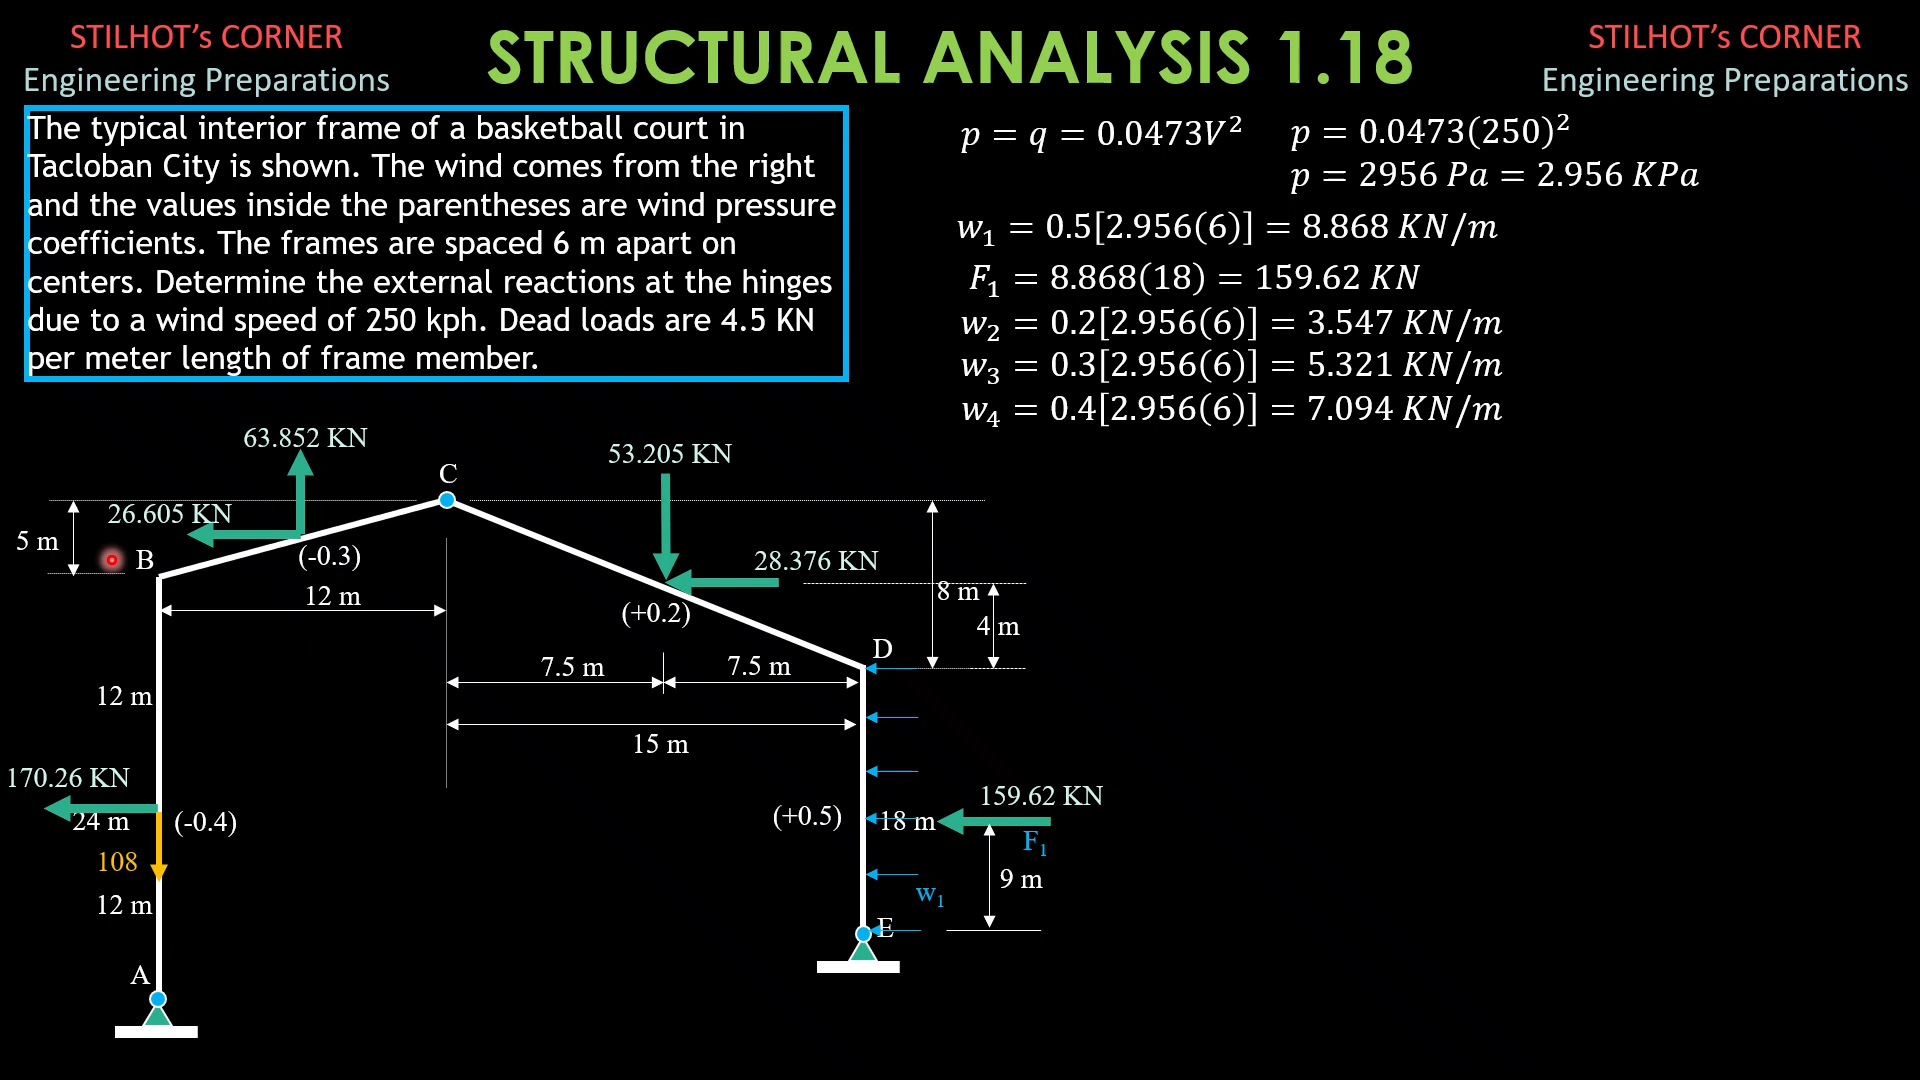 STILHOT's CORNER
Engineering Preparations
STRUCTURAL ANALYSIS 1.18
STILHOT's CORNER
Engineering Preparations
The typical interior frame of a basketball court in
Tacloban City is shown. The wind comes from the right
and the values inside the parentheses are wind pressure
coefficients. The frames are spaced 6 m apart on
centers. Determine the external reactions at the hinges
due to a wind speed of 250 kph. Dead loads are 4.5 KN
per meter length of frame member.
p = q = 0.0473V²
p = 0.0473(250)²
p = 2956 Pa = 2.956 KPa
w₁ = 0.5[2.956(6)] = 8.868 KN/m
F₁ = 8.868(18) = 159.62 KN
w₂ = 0.2[2.956(6)] = 3.547 KN/m
w₃ = 0.3[2.956(6)] = 5.321 KN/m
w₄ = 0.4[2.956(6)] = 7.094 KN/m
63.852 KN
53.205 KN
C
26.605 KN
5 m
B
(-0.3)
28.376 KN
12 m
(+0.2)
8 m
4 m
D
7.5 m
7.5 m
12 m
15 m
170.26 KN
159.62 KN
24 m
(-0.4)
(+0.5)
18 m
F₁
108
9 m
w₁
12 m
E
A